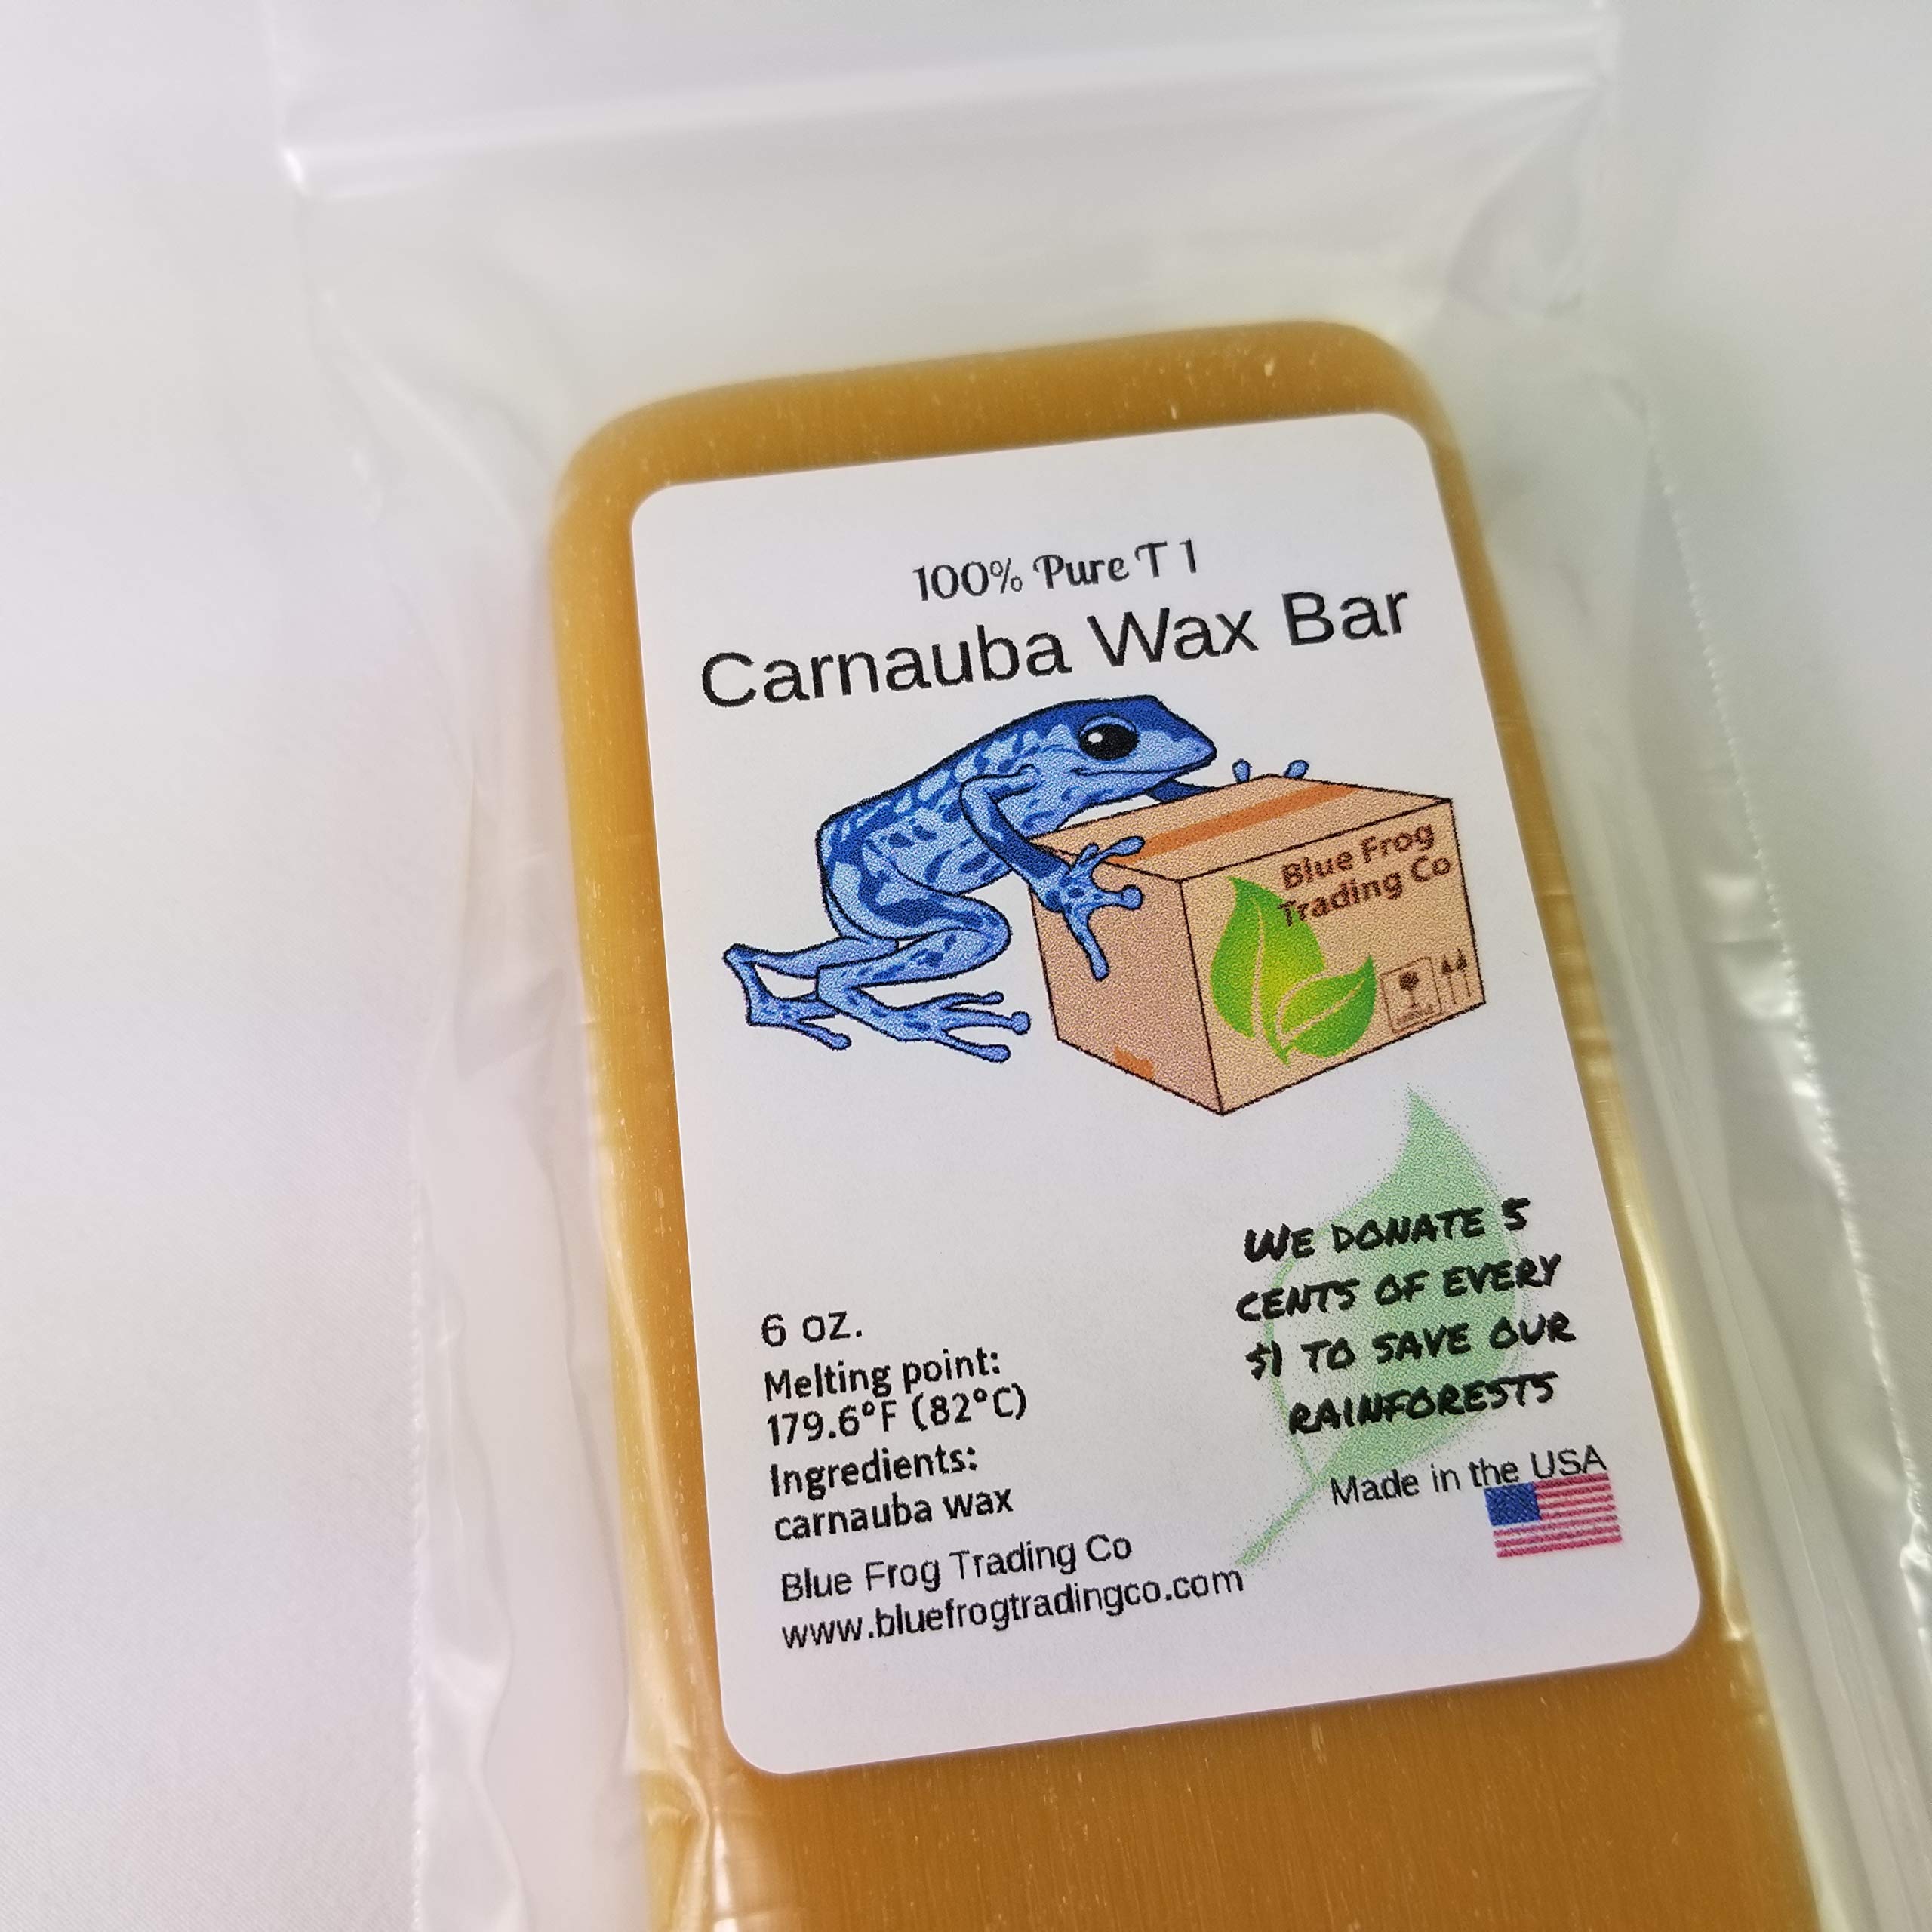 100% Pure T 1
Carnauba Wax Bar
Blue Frog
Trading Co
WE DONATE 5
CENTS OF EVERY
$1 TO SAVE OUR
RAINFORESTS
Made in the USA
6 oz.
Melting point:
179.6°F (82°C)
Ingredients:
carnauba wax
Blue Frog Trading Co
www.bluefrogtradingco.com